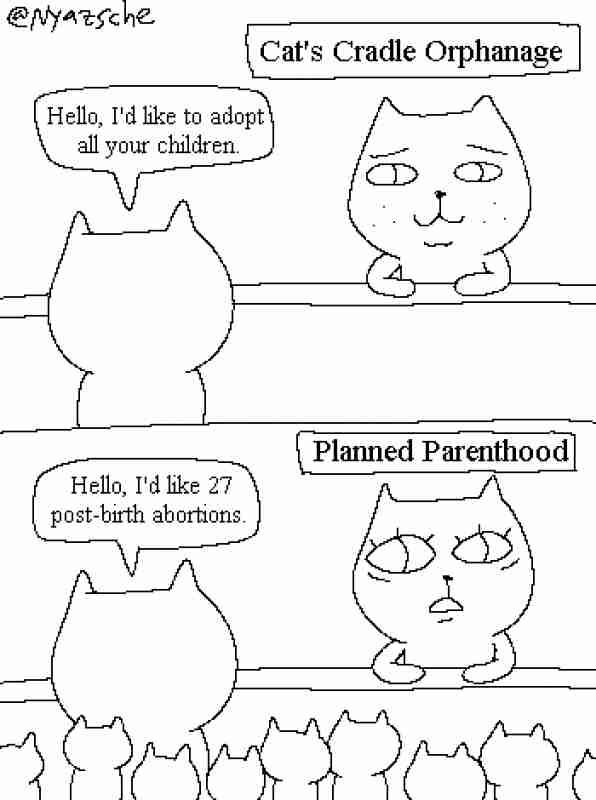 @Nyazsche
Cat's Cradle Orphanage
Hello, I'd like to adopt
all your children.
Planned Parenthood
Hello, I'd like 27
post-birth abortions.